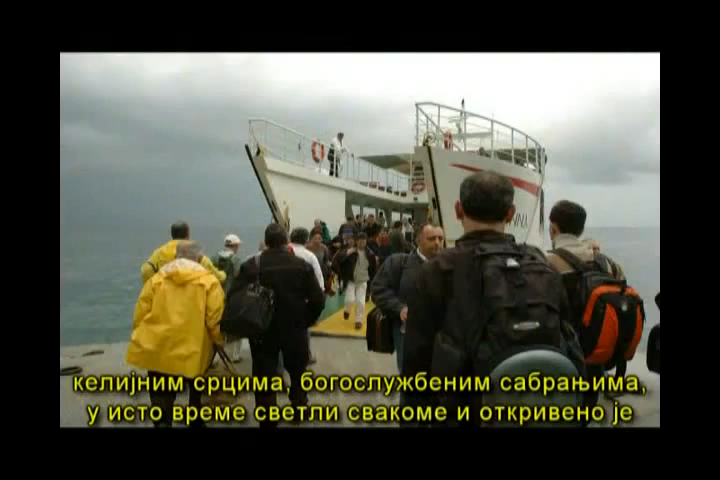 келијним срцима, богослужбеним сабрањима,
у исто време светли свакоме и откривено је